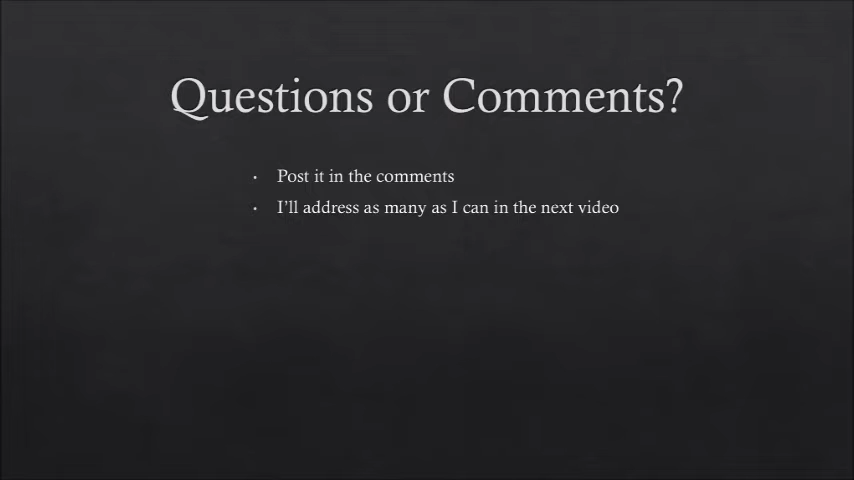 Questions or Comments?
• Post it in the comments
• I’ll address as many as I can in the next video